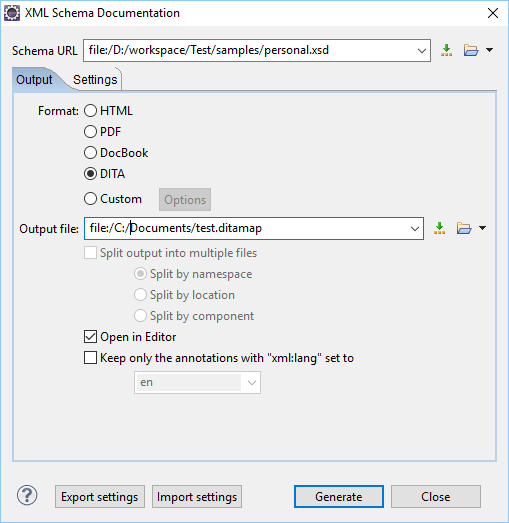 XML Schema Documentation
Schema URL file:/D:/workspace/Test/samples/personal.xsd
Output Settings
Format: HTML
PDF
DocBook
DITA
Custom Options
Output file: file:/C:/Documents/test.ditamap
Split output into multiple files
Split by namespace
Split by location
Split by component
Open in Editor
Keep only the annotations with "xml:lang" set to
en
? Export settings Import settings Generate Close